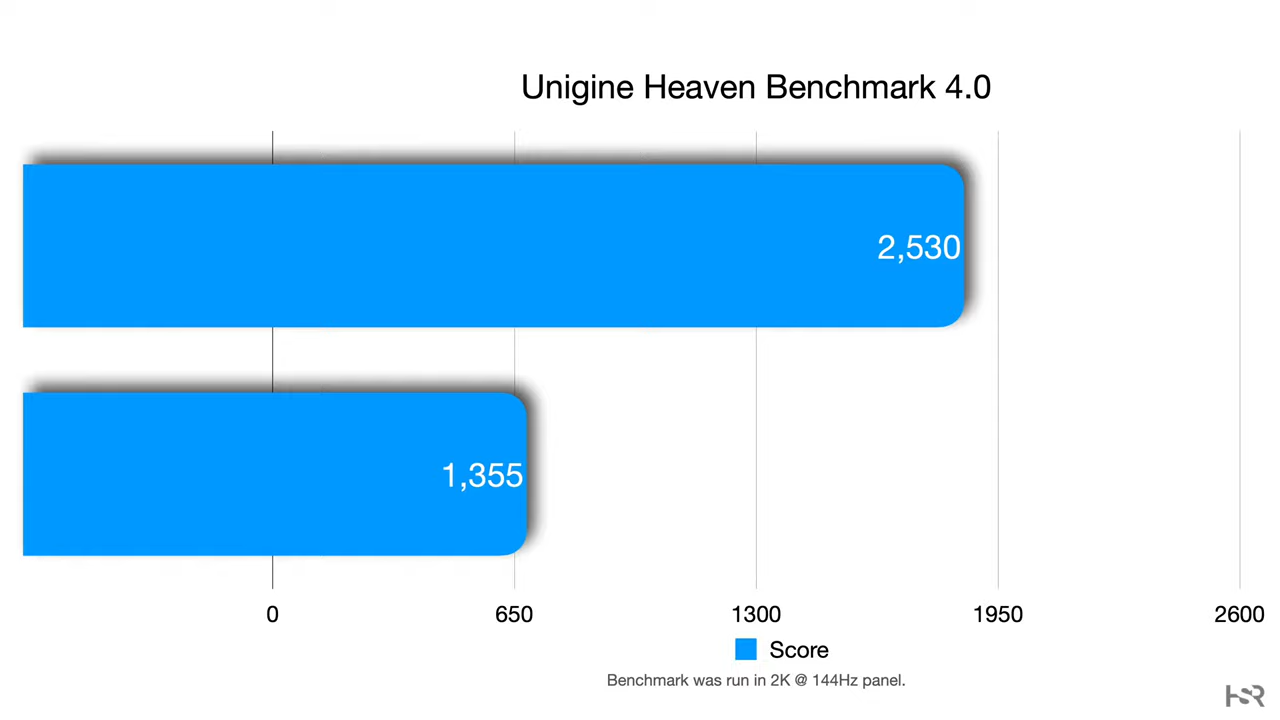 Unigine Heaven Benchmark 4.0
2,530
1,355
0 650 1300 1950 2600
Score
Benchmark was run in 2K @ 144Hz panel.
HSR